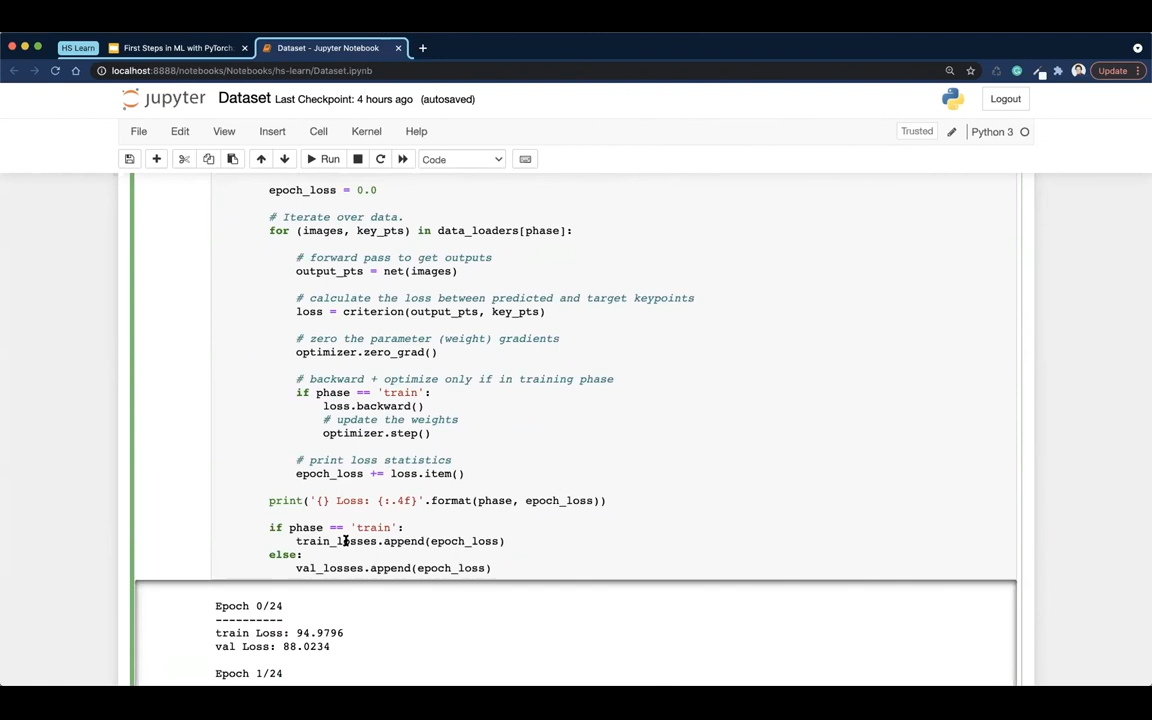 HS Learn First Steps in ML with PyTorch Dataset - Jupyter Notebook
localhost:8888/notebooks/Notebooks/hs-learn/Dataset.ipynb Update
jupyter Dataset Last Checkpoint: 4 hours ago (autosaved) Logout
File Edit View Insert Cell Kernel Help Trusted Python 3
Run Code
epoch_loss = 0.0
# Iterate over data.
for (images, key_pts) in data_loaders[phase]:
# forward pass to get outputs
output_pts = net(images)
# calculate the loss between predicted and target keypoints
loss = criterion(output_pts, key_pts)
# zero the parameter (weight) gradients
optimizer.zero_grad()
# backward + optimize only if in training phase
if phase == 'train':
loss.backward()
# update the weights
optimizer.step()
# print loss statistics
epoch_loss += loss.item()
print('{} Loss: {:.4f}'.format(phase, epoch_loss))
if phase == 'train':
train_losses.append(epoch_loss)
else:
val_losses.append(epoch_loss)
Epoch 0/24
----------
train Loss: 94.9796
val Loss: 88.0234
Epoch 1/24